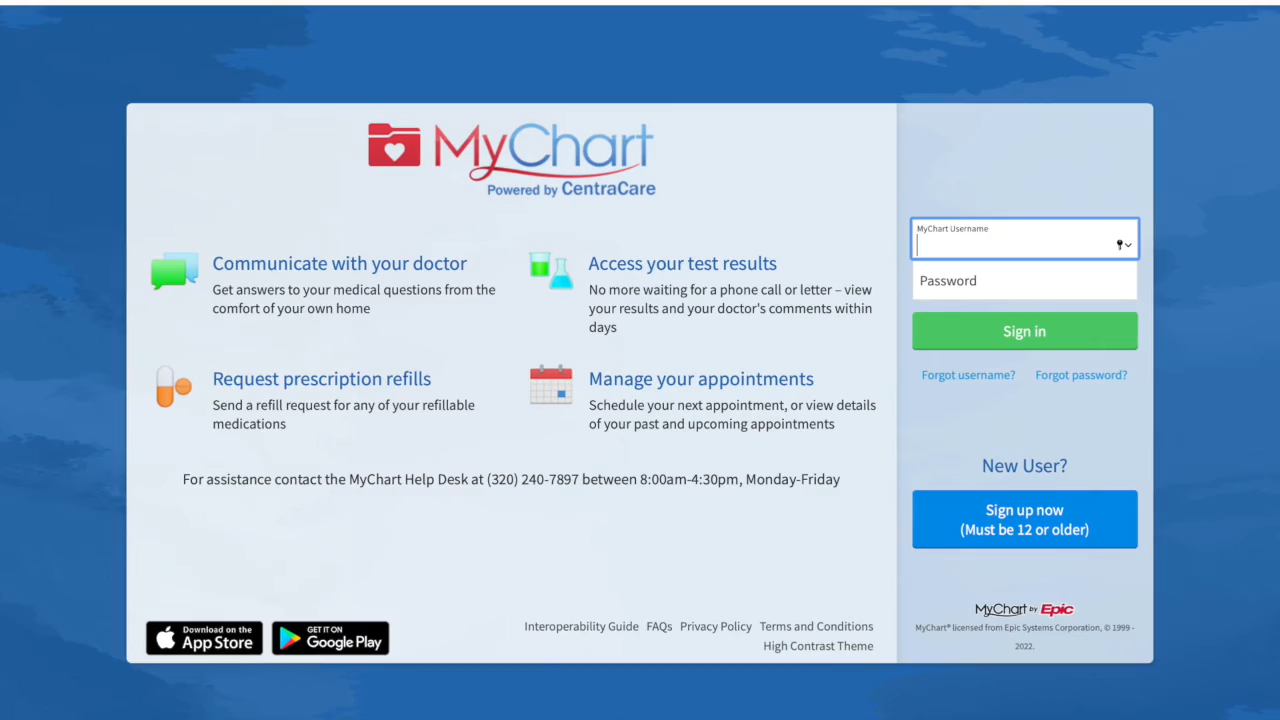 MyChart
Powered by CentraCare
Communicate with your doctor
Get answers to your medical questions from the
comfort of your own home
Access your test results
No more waiting for a phone call or letter – view
your results and your doctor's comments within
days
Request prescription refills
Send a refill request for any of your refillable
medications
Manage your appointments
Schedule your next appointment, or view details
of your past and upcoming appointments
For assistance contact the MyChart Help Desk at (320) 240-7897 between 8:00am-4:30pm, Monday-Friday
Download on the
App Store
GET IT ON
Google Play
Interoperability Guide FAQs Privacy Policy Terms and Conditions
High Contrast Theme
MyChart Username
Password
Sign in
Forgot username? Forgot password?
New User?
Sign up now
(Must be 12 or older)
MyChart by Epic
MyChart® licensed from Epic Systems Corporation, © 1999 -
2022.